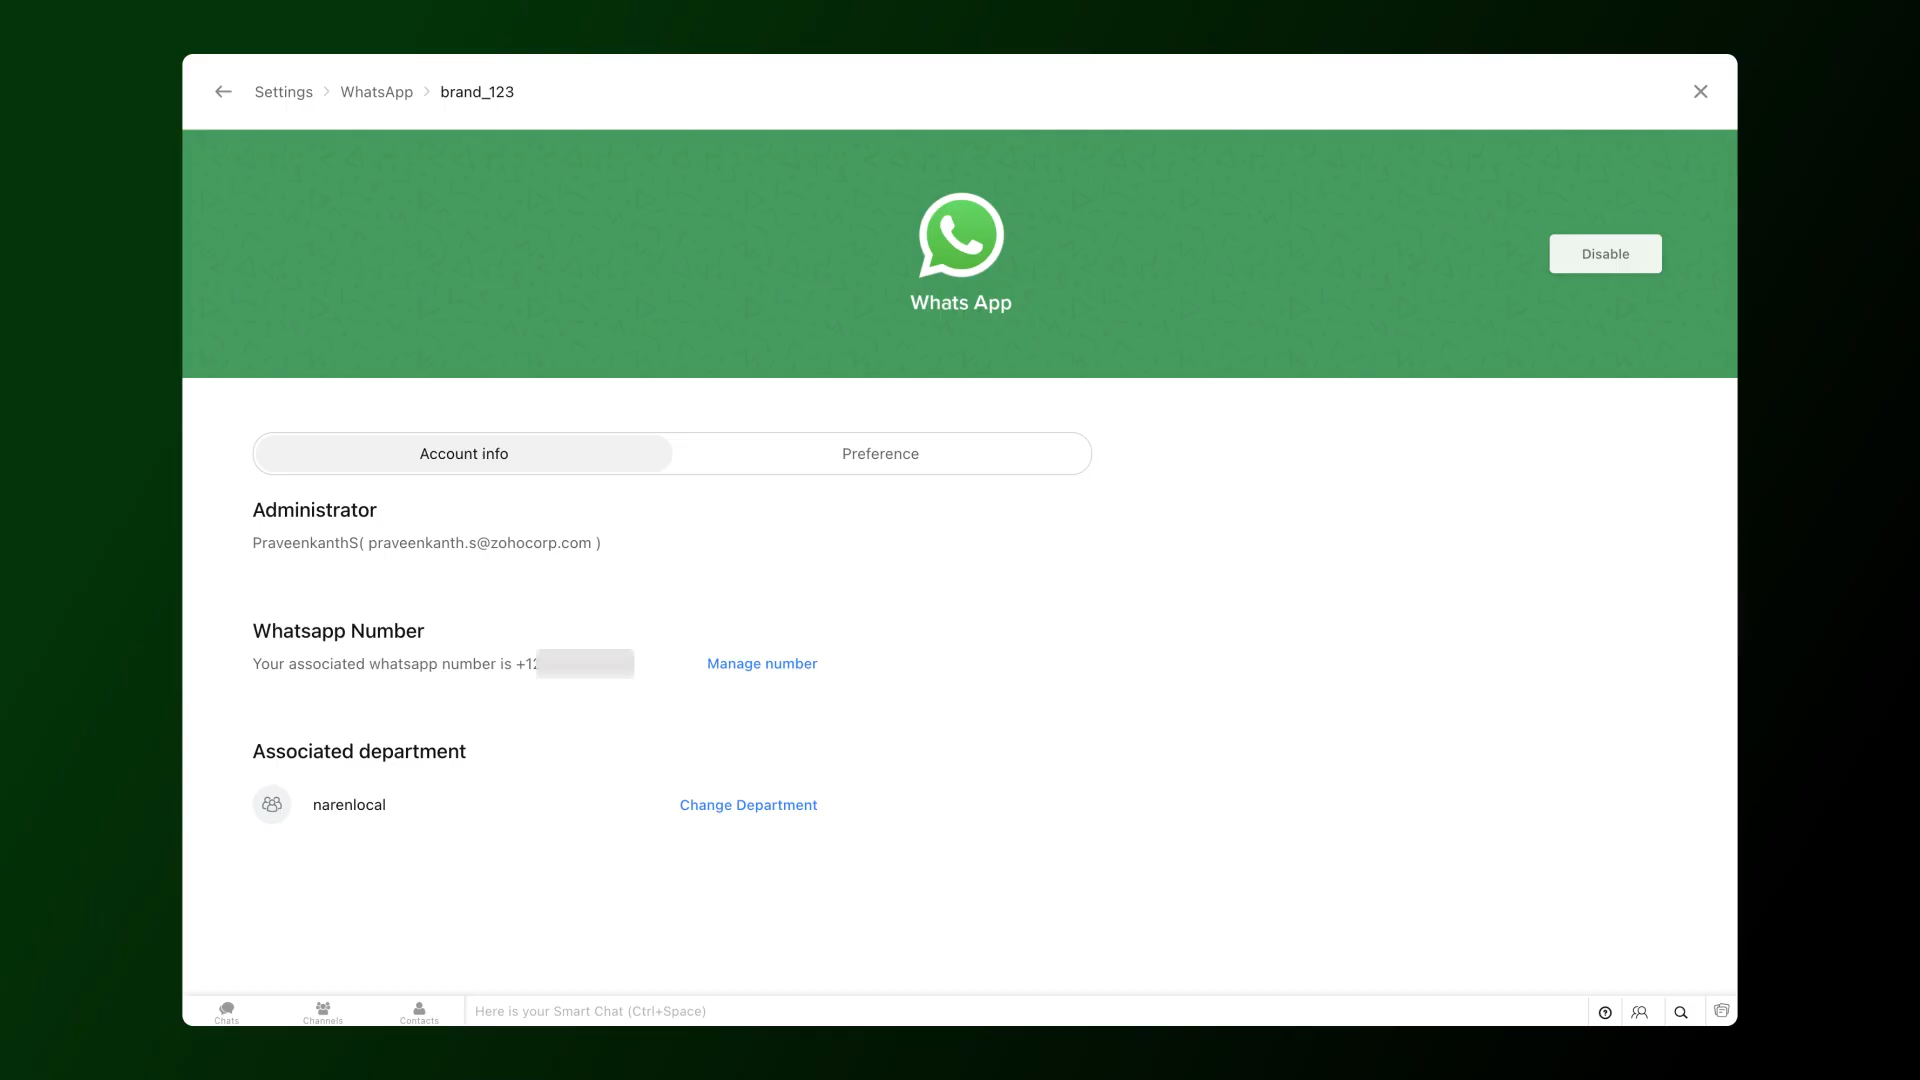 Settings > WhatsApp > brand_123
Whats App
Disable
Account info
Preference
Administrator
PraveenkanthS( praveenkanth.s@zohocorp.com )
Whatsapp Number
Your associated whatsapp number is +12
Manage number
Associated department
narenlocal
Change Department
Chats
Channels
Contacts
Here is your Smart Chat (Ctrl+Space)